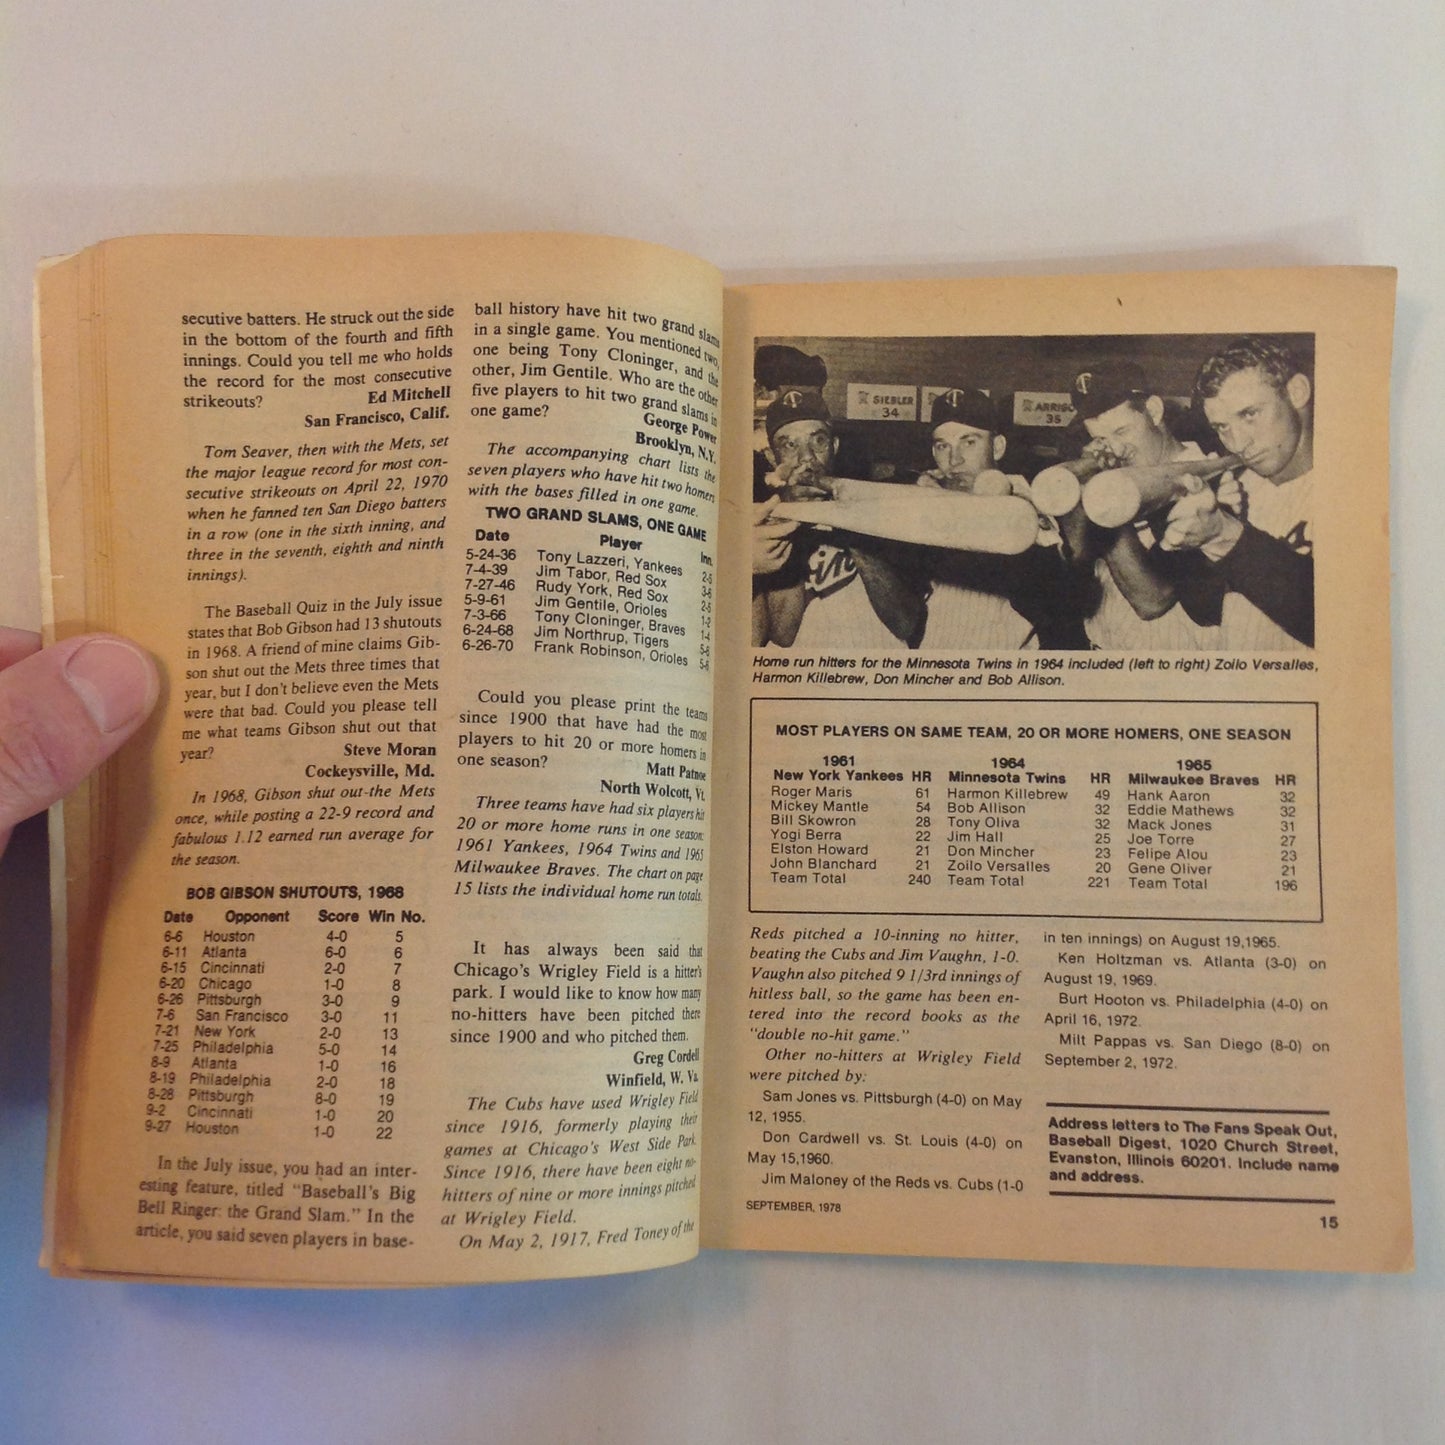 secutive batters. He struck out the side
in the bottom of the fourth and fifth
innings. Could you tell me who holds
the record for the most consecutive
strikeouts?
Ed Mitchell
San Francisco, Calif.
Tom Seaver, then with the Mets, set
the major league record for most con-
secutive strikeouts on April 22, 1970
when he fanned ten San Diego batters
in a row (one in the sixth inning, and
three in the seventh, eighth and ninth
innings).
The Baseball Quiz in the July issue
states that Bob Gibson had 13 shutouts
in 1968. A friend of mine claims Gib-
son shut out the Mets three times that
year, but I don't believe even the Mets
were that bad. Could you please tell
me what teams Gibson shut out that
year?
Steve Moran
Cockeysville, Md.
In 1968, Gibson shut out the Mets
once, while posting a 22-9 record and
fabulous 1.12 earned run average for
the season.
BOB GIBSON SHUTOUTS, 1968
Date Opponent Score Win No.
6-6 Houston 4-0 5
6-11 Atlanta 6-0 6
6-15 Cincinnati 2-0 7
6-20 Chicago 1-0 8
6-26 Pittsburgh 3-0 9
7-6 San Francisco 3-0 11
7-21 New York 2-0 13
7-25 Philadelphia 5-0 14
8-9 Atlanta 1-0 16
8-19 Philadelphia 2-0 18
8-28 Pittsburgh 8-0 19
9-2 Cincinnati 1-0 20
9-27 Houston 1-0 22
In the July issue, you had an inter-
esting feature, titled "Baseball's Big
Bell Ringer: the Grand Slam." In the
article, you said seven players in base-
ball history have hit two grand slams
in a single game. You mentioned two,
one being Tony Cloninger, and the
other, Jim Gentile. Who are the other
five players to hit two grand slams in
one game?
George Power
Brooklyn, N.Y.
The accompanying chart lists the
seven players who have hit two homers
with the bases filled in one game.
TWO GRAND SLAMS, ONE GAME
Date Player Inn.
5-24-36 Tony Lazzeri, Yankees 2-5
7-4-39 Jim Tabor, Red Sox 3-6
7-27-46 Rudy York, Red Sox 2-5
5-9-61 Jim Gentile, Orioles 1-2
7-3-66 Tony Cloninger, Braves 1-4
6-24-68 Jim Northrup, Tigers 5-6
6-26-70 Frank Robinson, Orioles 5-6
Could you please print the teams
since 1900 that have had the most
players to hit 20 or more homers in
one season?
Matt Patnoe
North Wolcott, Vt.
Three teams have had six players hit
20 or more home runs in one season:
1961 Yankees, 1964 Twins and 1965
Milwaukee Braves. The chart on page
15 lists the individual home run totals.
It has always been said that
Chicago's Wrigley Field is a hitter's
park. I would like to know how many
no-hitters have been pitched there
since 1900 and who pitched them.
Greg Cordell
Winfield, W. Va.
The Cubs have used Wrigley Field
since 1916, formerly playing their
games at Chicago's West Side Park.
Since 1916, there have been eight no-
hitters of nine or more innings pitched
at Wrigley Field.
On May 2, 1917, Fred Toney of the
SIEBLER
34
ARRIGO
35
Home run hitters for the Minnesota Twins in 1964 included (left to right) Zoilo Versalles,
Harmon Killebrew, Don Mincher and Bob Allison.
MOST PLAYERS ON SAME TEAM, 20 OR MORE HOMERS, ONE SEASON
1961 1964 1965
New York Yankees HR Minnesota Twins HR Milwaukee Braves HR
Roger Maris 61 Harmon Killebrew 49 Hank Aaron 32
Mickey Mantle 54 Bob Allison 32 Eddie Mathews 32
Bill Skowron 28 Tony Oliva 32 Mack Jones 31
Yogi Berra 22 Jim Hall 25 Joe Torre 27
Elston Howard 21 Don Mincher 23 Felipe Alou 23
John Blanchard 21 Zoilo Versalles 20 Gene Oliver 21
Team Total 240 Team Total 221 Team Total 196
Reds pitched a 10-inning no hitter,
beating the Cubs and Jim Vaughn, 1-0.
Vaughn also pitched 9 1/3rd innings of
hitless ball, so the game has been en-
tered into the record books as the
"double no-hit game."
Other no-hitters at Wrigley Field
were pitched by:
Sam Jones vs. Pittsburgh (4-0) on May
12, 1955.
Don Cardwell vs. St. Louis (4-0) on
May 15,1960.
Jim Maloney of the Reds vs. Cubs (1-0
in ten innings) on August 19,1965.
Ken Holtzman vs. Atlanta (3-0) on
August 19, 1969.
Burt Hooton vs. Philadelphia (4-0) on
April 16, 1972.
Milt Pappas vs. San Diego (8-0) on
September 2, 1972.
Address letters to The Fans Speak Out,
Baseball Digest, 1020 Church Street,
Evanston, Illinois 60201. Include name
and address.
SEPTEMBER, 1978
15